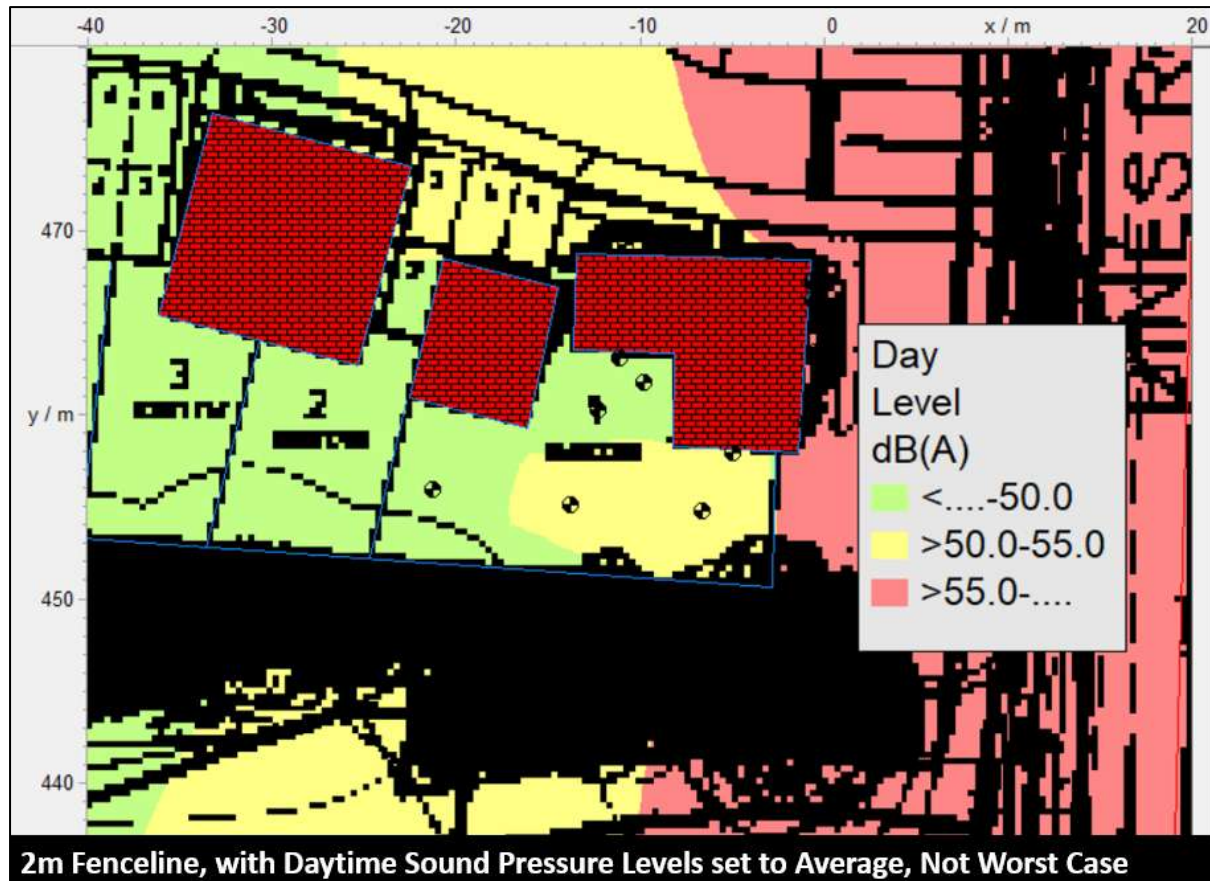 -40 -30 -20 -10 0 x / m 20
470
y / m
450
440
3
2
3
Day
Level
dB(A)
<....-50.0
>50.0-55.0
>55.0-....
2m Fenceline, with Daytime Sound Pressure Levels set to Average, Not Worst Case